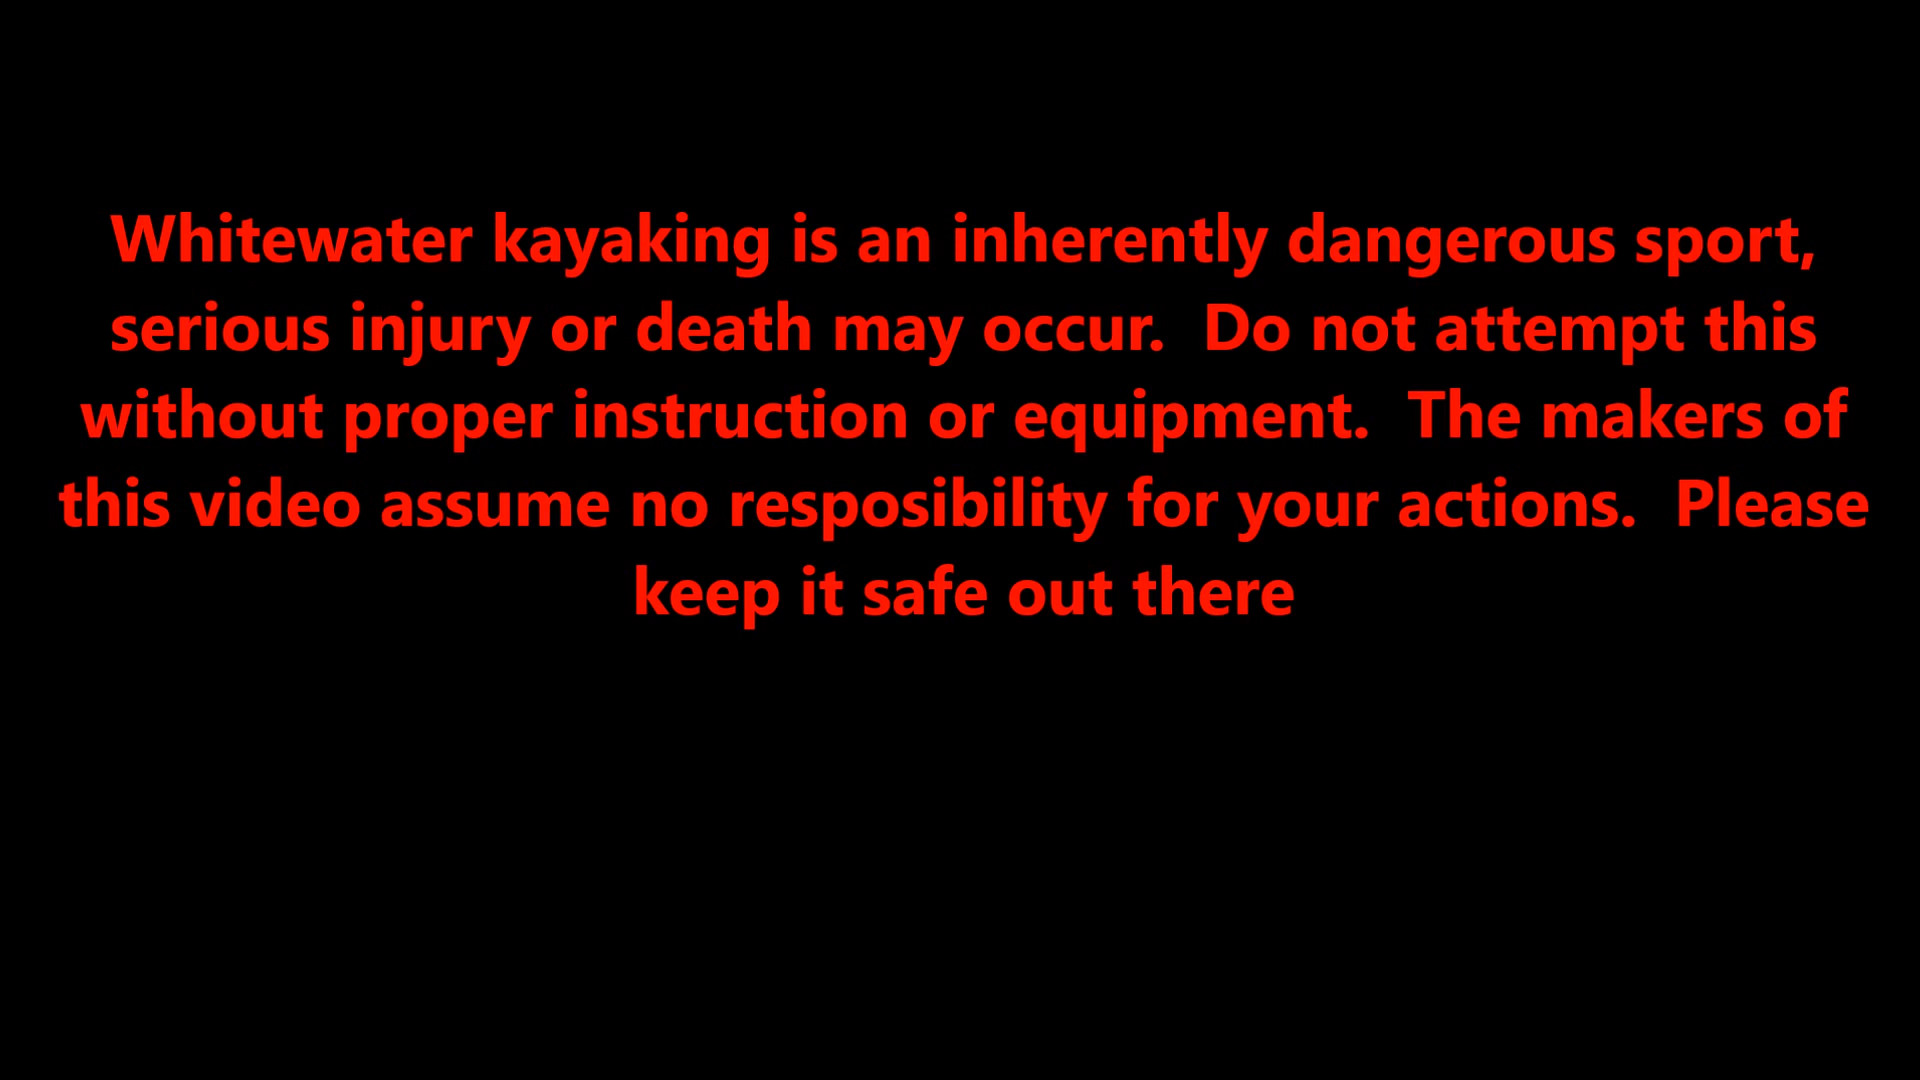 Whitewater kayaking is an inherently dangerous sport,
serious injury or death may occur.  Do not attempt this
without proper instruction or equipment.  The makers of
this video assume no resposibility for your actions.  Please
keep it safe out there